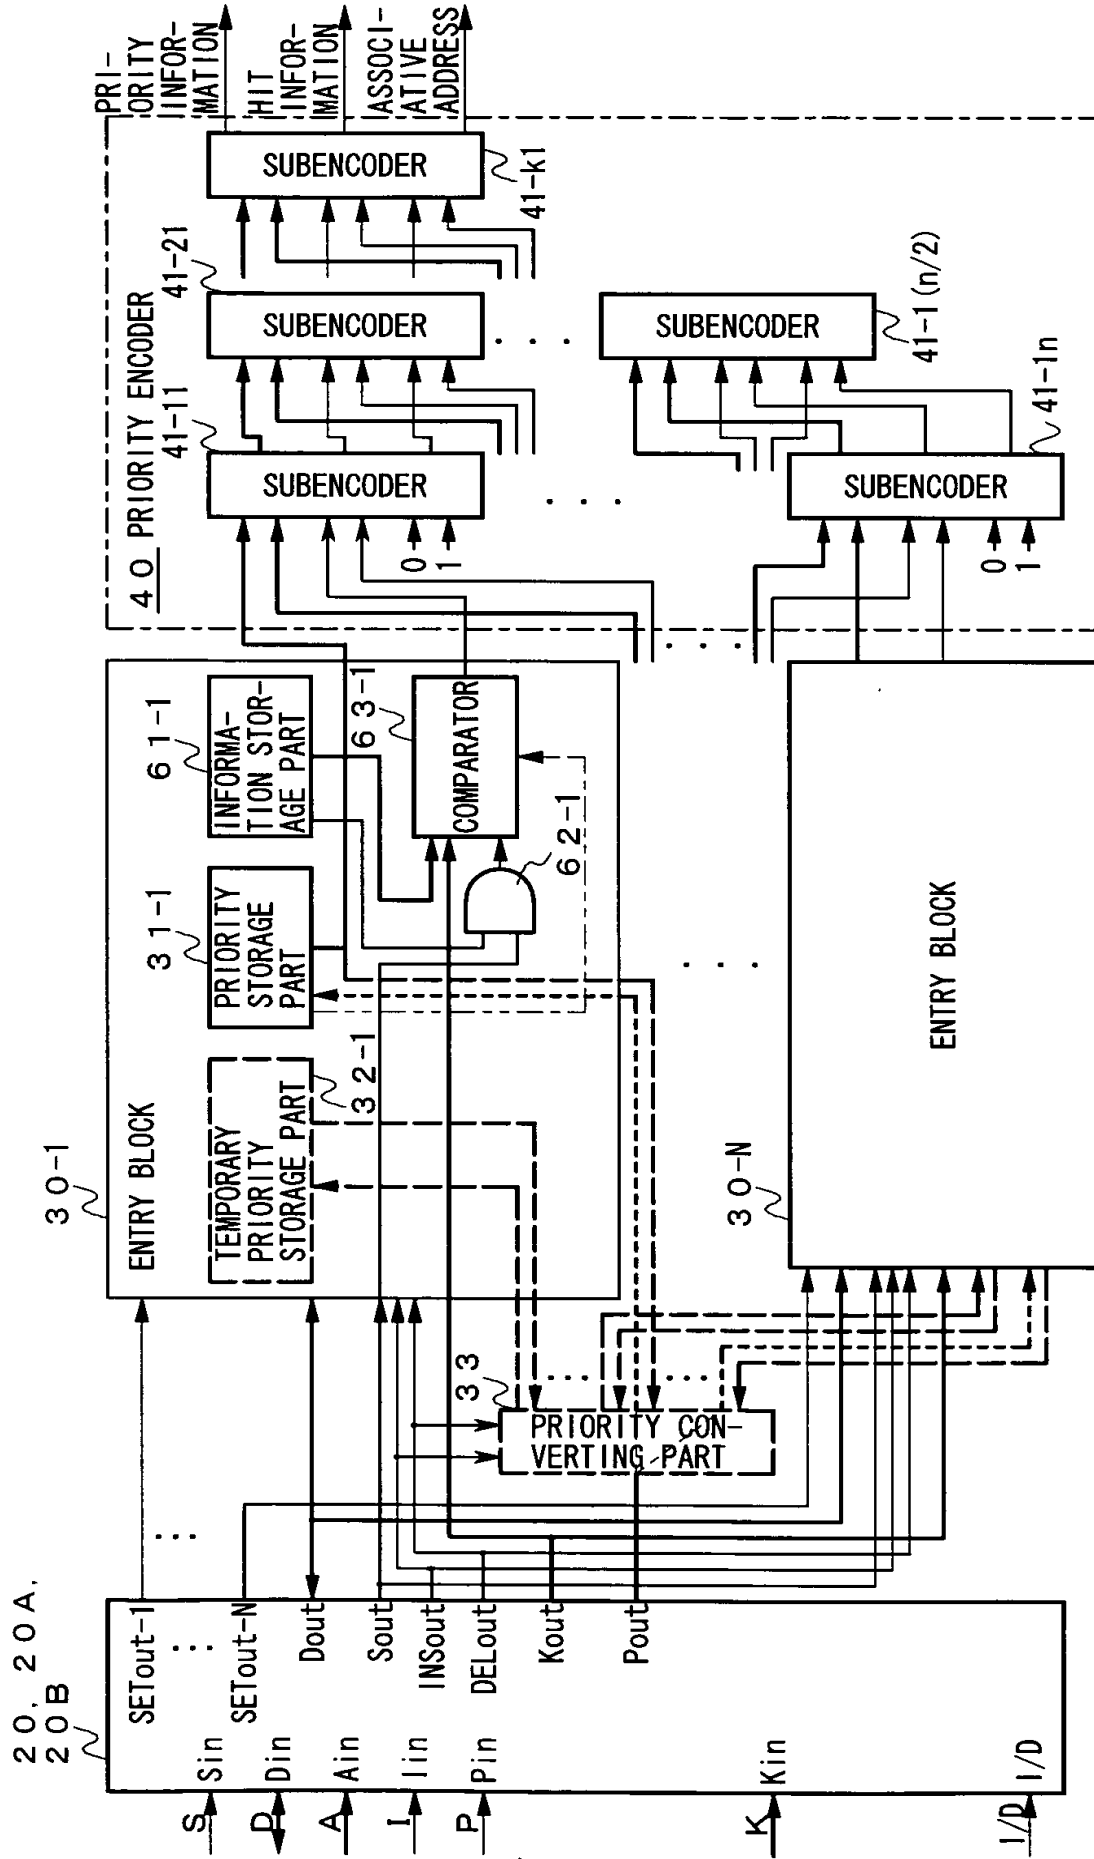 20, 20A,
20B
S
D
A
I
P
K
I/D
Sin
Din
Ain
Iin
Pin
Kin
I/D
SETout-1
...
SETout-N
Dout
Sout
INSout
DELout
Kout
Pout
...
30-1
ENTRY BLOCK
TEMPORARY
PRIORITY
STORAGE PART
32-1
31-1
PRIORITY
STORAGE
PART
61-1
INFORMA-
TION STOR-
AGE PART
63-1
COMPARATOR
62-1
33
PRIORITY CON-
VERTING PART
...
...
...
30-N
ENTRY BLOCK
40 PRIORITY ENCODER
41-11
SUBENCODER
0
1
...
...
41-21
SUBENCODER
...
SUBENCODER
41-1(n/2)
SUBENCODER
41-1n
0
1
SUBENCODER
41-k1
PRI-
ORITY
INFOR-
MATION
HIT
INFOR-
MATION
ASSOCI-
ATIVE
ADDRESS